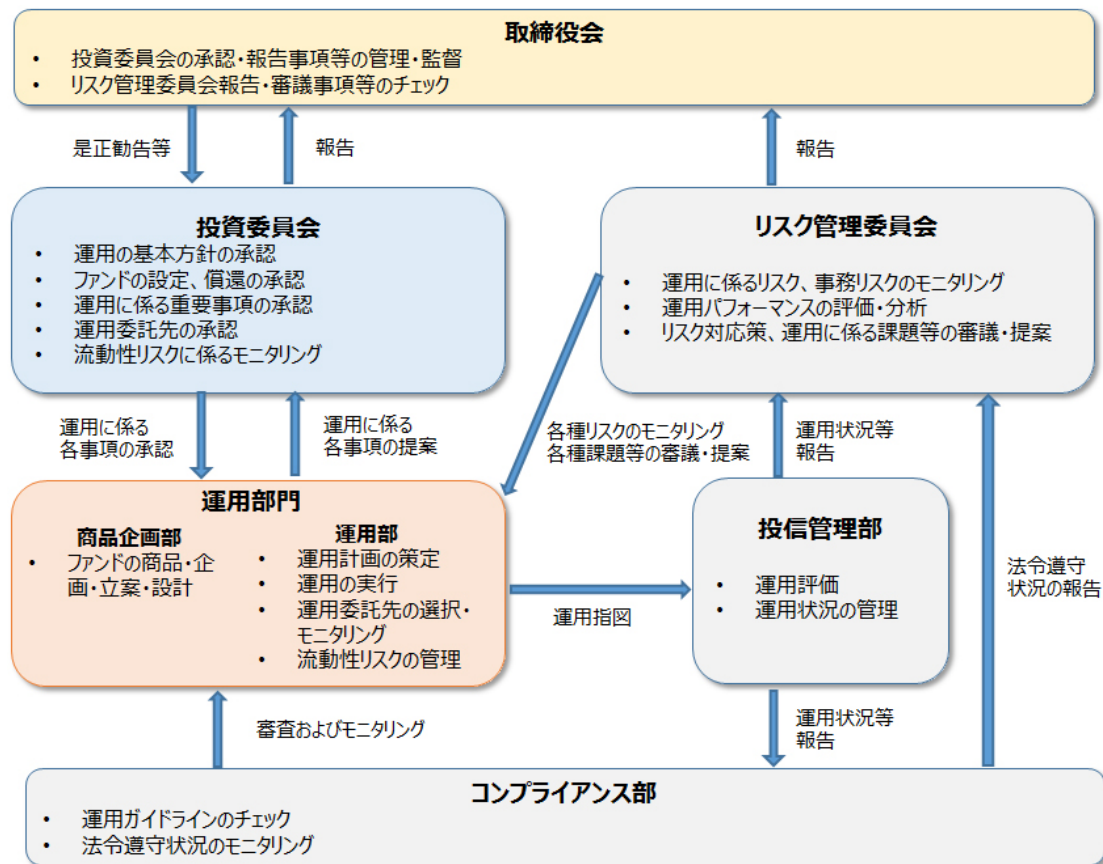 取締役会
• 投資委員会の承認・報告事項等の管理・監督
• リスク管理委員会報告・審議事項等のチェック
是正勧告等
報告
報告
投資委員会
• 運用の基本方針の承認
• ファンドの設定、償還の承認
• 運用に係る重要事項の承認
• 運用委託先の承認
• 流動性リスクに係るモニタリング
リスク管理委員会
• 運用に係るリスク、事務リスクのモニタリング
• 運用パフォーマンスの評価・分析
• リスク対応策、運用に係る課題等の審議・提案
運用に係る
各事項の承認
運用に係る
各事項の提案
各種リスクのモニタリング
各種課題等の審議・提案
運用状況等
報告
法令遵守
状況の報告
運用部門
商品企画部
• ファンドの商品・企
画・立案・設計
運用部
• 運用計画の策定
• 運用の実行
• 運用委託先の選択・
モニタリング
• 流動性リスクの管理
運用指図
投信管理部
• 運用評価
• 運用状況の管理
審査およびモニタリング
運用状況等
報告
コンプライアンス部
• 運用ガイドラインのチェック
• 法令遵守状況のモニタリング